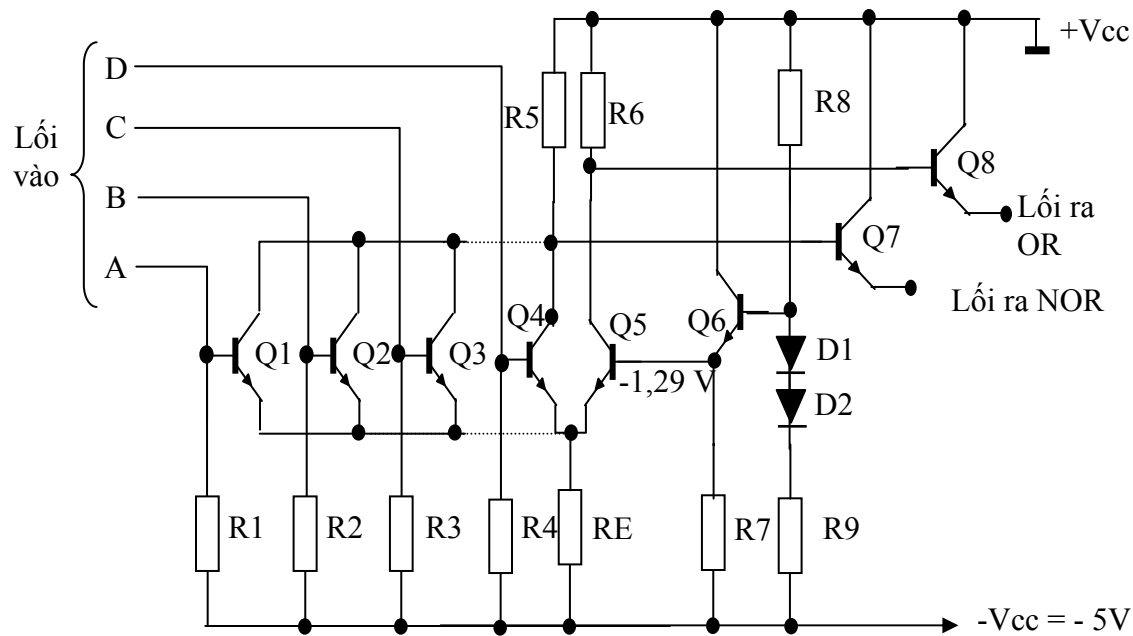 +Vcc
D
R5
R6
R8
Lối
vào
C
Q8
B
Lối ra
OR
Q7
A
Lối ra NOR
Q4
Q5
Q6
Q1
Q2
Q3
D1
-1,29 V
D2
R1
R2
R3
R4
RE
R7
R9
-Vcc = - 5V